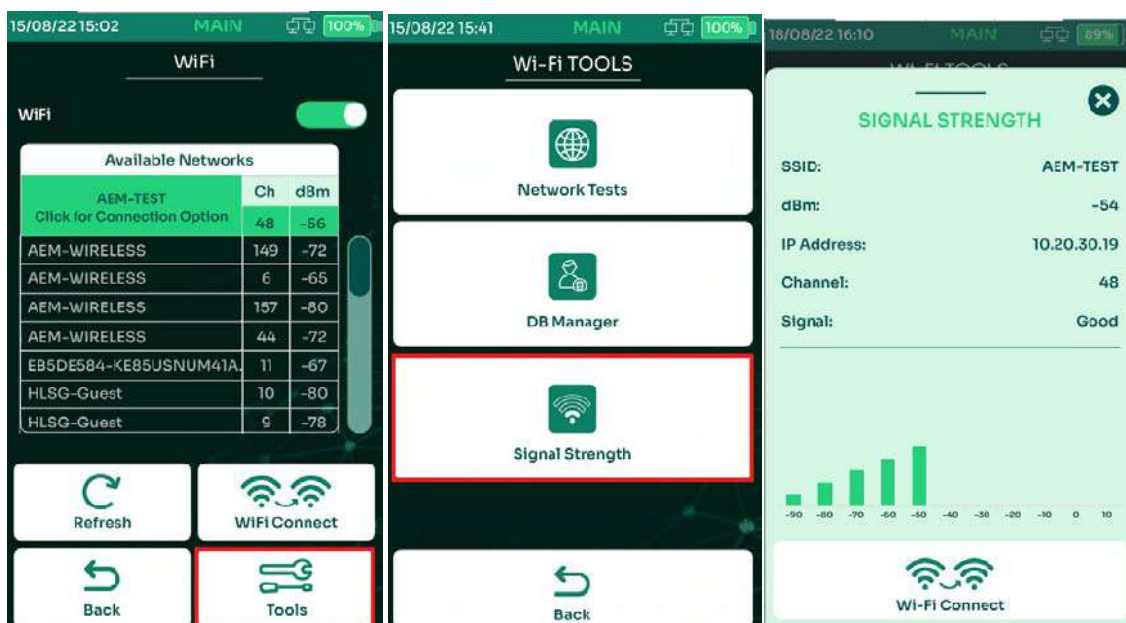 15/08/22 15:02 MAIN 100%
WiFi
WiFi
Available Networks
AEM-TEST
Click for Connection Option
Ch dBm
48 -56
AEM-WIRELESS 149 -72
AEM-WIRELESS 6 -65
AEM-WIRELESS 157 -80
AEM-WIRELESS 44 -72
EB5DE584-KE85USNUM41A. 11 -67
HLSG-Guest 10 -80
HLSG-Guest 9 -78
Refresh
WiFi Connect
Back
Tools
15/08/22 15:41 MAIN 100%
Wi-Fi TOOLS
Network Tests
DB Manager
Signal Strength
Back
18/08/22 16:10 MAIN 89%
Wi-Fi TOOLS
SIGNAL STRENGTH
SSID: AEM-TEST
dBm: -54
IP Address: 10.20.30.19
Channel: 48
Signal: Good
-90 -80 -70 -60 -50 -40 -30 -20 -10 0 10
Wi-Fi Connect